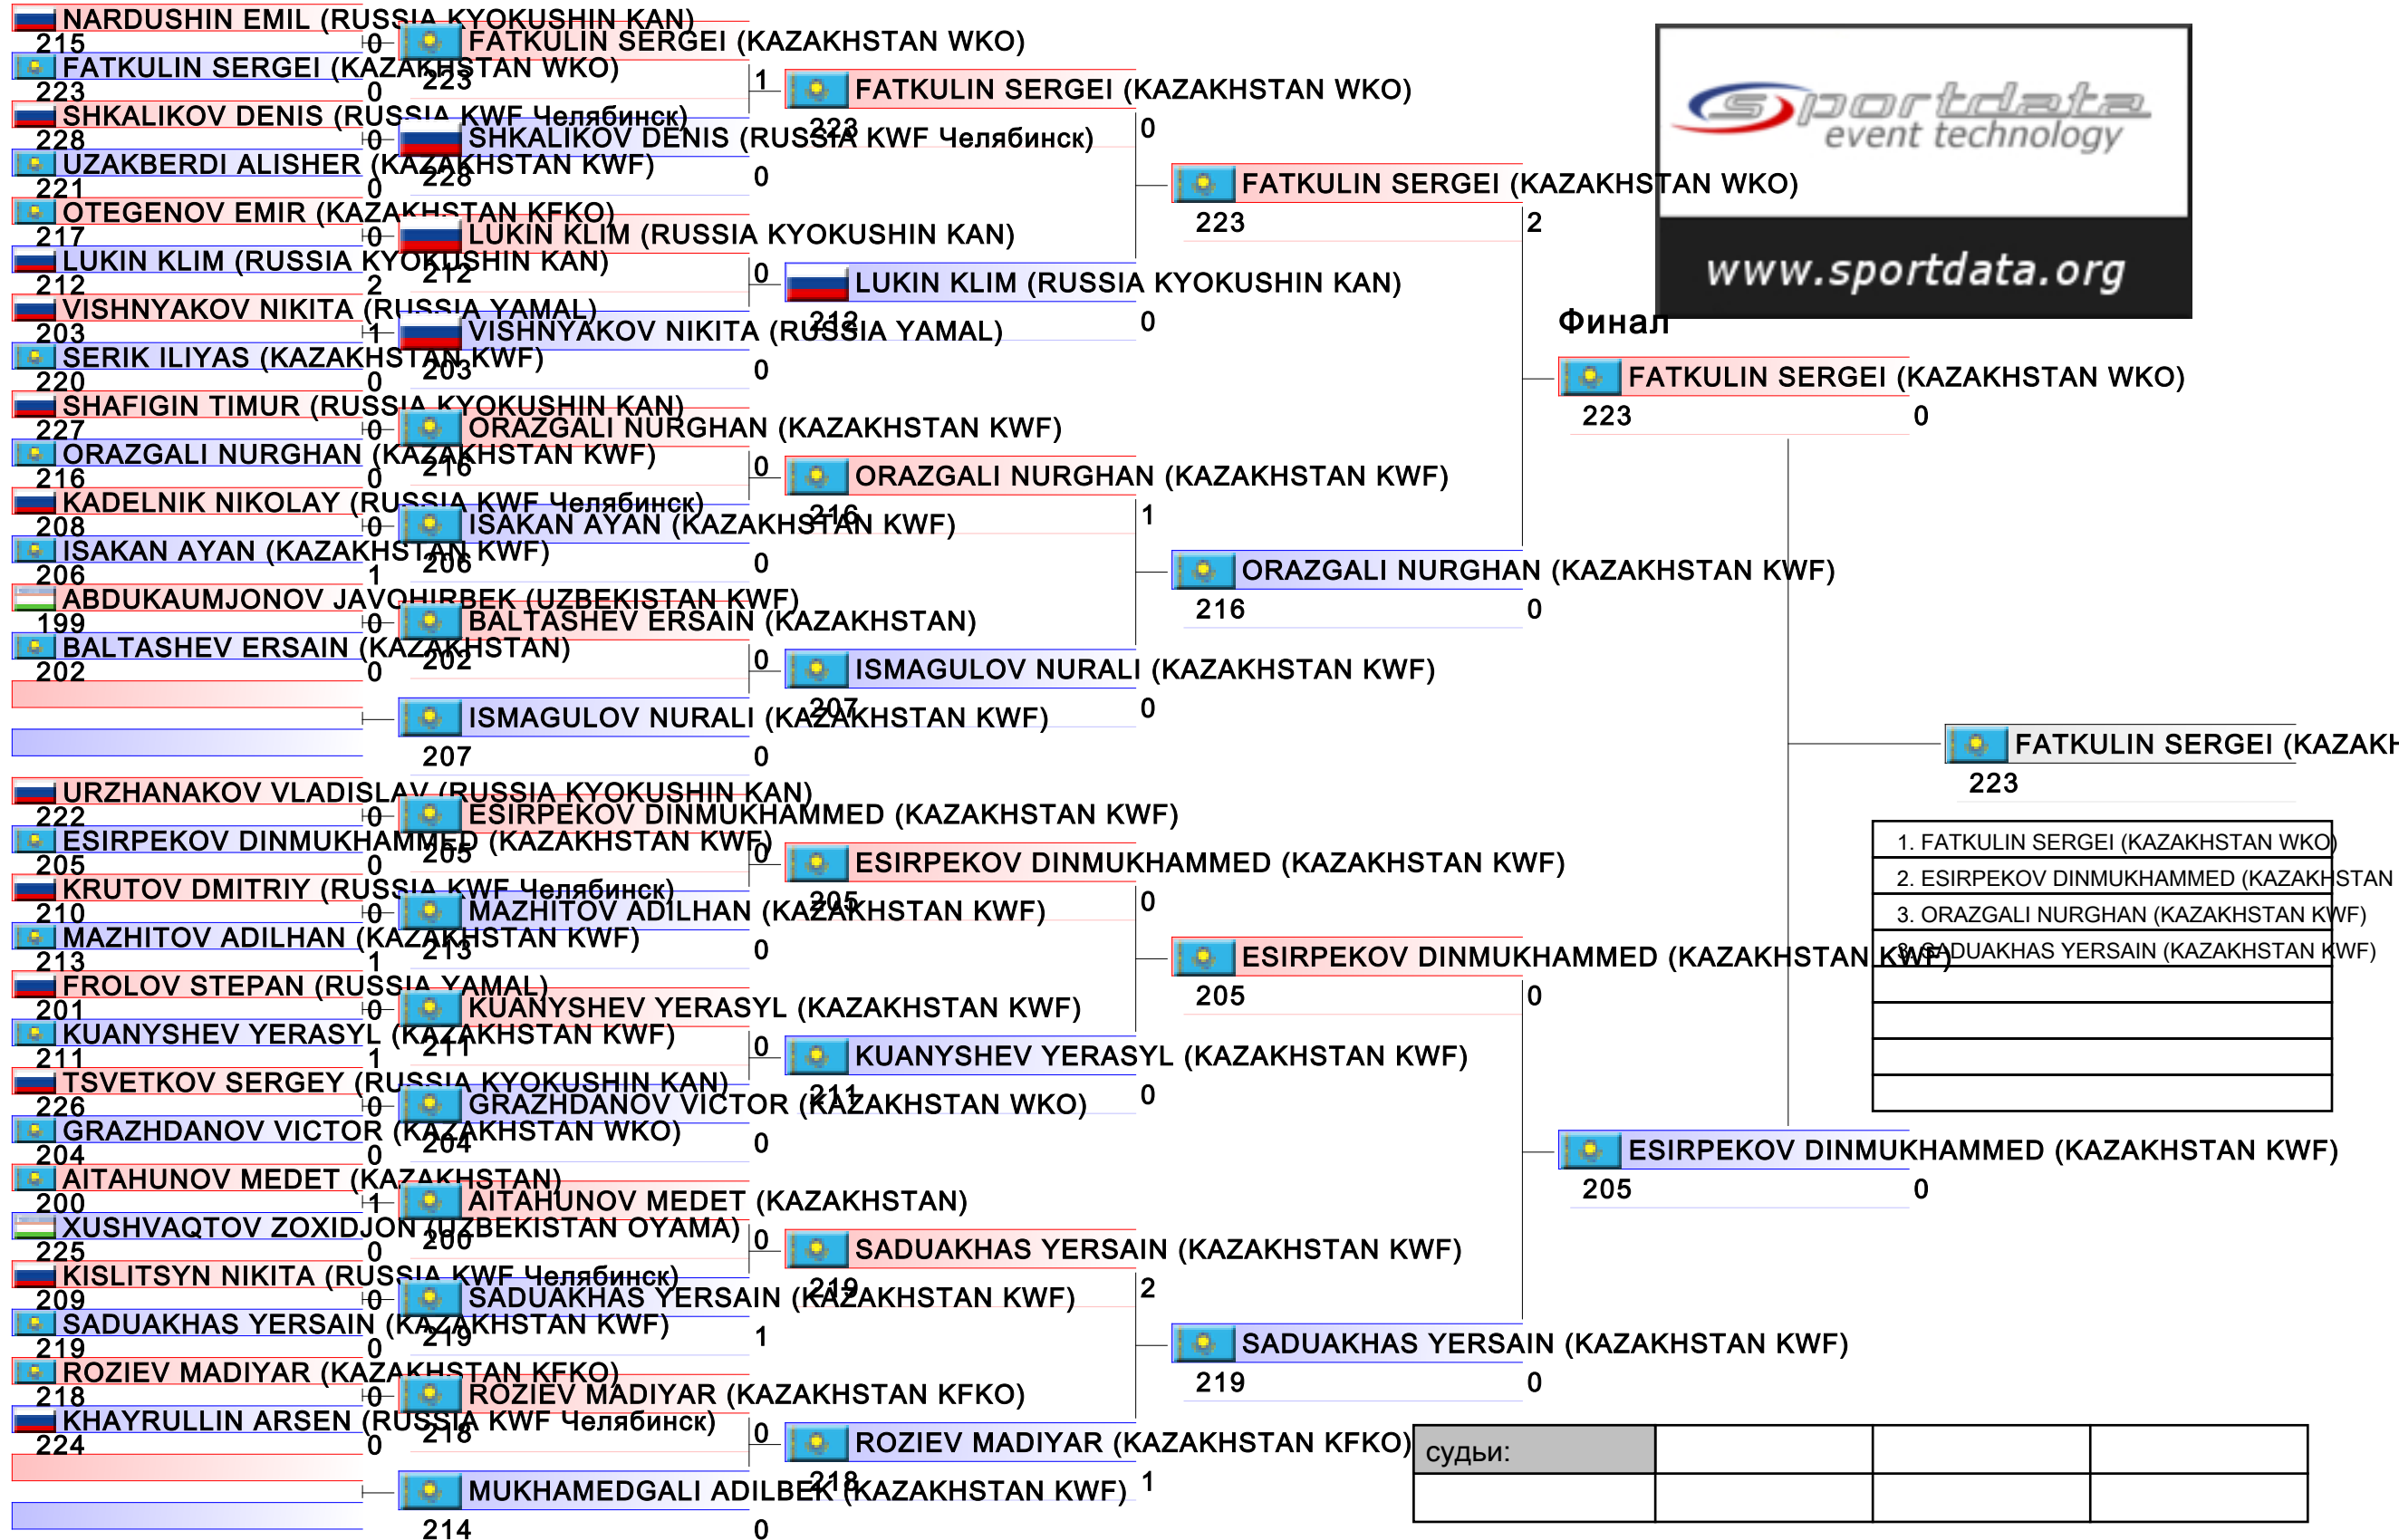 NARDUSHIN EMIL (RUSSIA KYOKUSHIN KAN)
215 0
FATKULIN SERGEI (KAZAKHSTAN WKO)
223 0
SHKALIKOV DENIS (RUSSIA KWF Челябинск)
228 0
UZAKBERDI ALISHER (KAZAKHSTAN KWF)
221 0
OTEGENOV EMIR (KAZAKHSTAN KFKO)
217 0
LUKIN KLIM (RUSSIA KYOKUSHIN KAN)
212 2
VISHNYAKOV NIKITA (RUSSIA YAMAL)
203 1
SERIK ILIYAS (KAZAKHSTAN KWF)
220 0
SHAFIGIN TIMUR (RUSSIA KYOKUSHIN KAN)
227 0
ORAZGALI NURGHAN (KAZAKHSTAN KWF)
216 0
KADELNIK NIKOLAY (RUSSIA KWF Челябинск)
208 0
ISAKAN AYAN (KAZAKHSTAN KWF)
206 1
ABDUKAUMJONOV JAVOHIRBEK (UZBEKISTAN KWF)
199 0
BALTASHEV ERSAIN (KAZAKHSTAN)
202 0
URZHANAKOV VLADISLAV (RUSSIA KYOKUSHIN KAN)
222 0
ESIRPEKOV DINMUKHAMMED (KAZAKHSTAN KWF)
205 0
KRUTOV DMITRIY (RUSSIA KWF Челябинск)
210 0
MAZHITOV ADILHAN (KAZAKHSTAN KWF)
213 1
FROLOV STEPAN (RUSSIA YAMAL)
201 0
KUANYSHEV YERASYL (KAZAKHSTAN KWF)
211 1
TSVETKOV SERGEY (RUSSIA KYOKUSHIN KAN)
226 0
GRAZHDANOV VICTOR (KAZAKHSTAN WKO)
204 0
AITAHUNOV MEDET (KAZAKHSTAN)
200 1
XUSHVAQTOV ZOXIDJON (UZBEKISTAN OYAMA)
225 0
KISLITSYN NIKITA (RUSSIA KWF Челябинск)
209 0
SADUAKHAS YERSAIN (KAZAKHSTAN KWF)
219 0
ROZIEV MADIYAR (KAZAKHSTAN KFKO)
218 0
KHAYRULLIN ARSEN (RUSSIA KWF Челябинск)
224 0
FATKULIN SERGEI (KAZAKHSTAN WKO)
223 1
SHKALIKOV DENIS (RUSSIA KWF Челябинск)
228 0
LUKIN KLIM (RUSSIA KYOKUSHIN KAN)
212 0
VISHNYAKOV NIKITA (RUSSIA YAMAL)
203 0
ORAZGALI NURGHAN (KAZAKHSTAN KWF)
216 0
ISAKAN AYAN (KAZAKHSTAN KWF)
206 0
BALTASHEV ERSAIN (KAZAKHSTAN)
202 0
ISMAGULOV NURALI (KAZAKHSTAN KWF)
207 0
ESIRPEKOV DINMUKHAMMED (KAZAKHSTAN KWF)
205 0
MAZHITOV ADILHAN (KAZAKHSTAN KWF)
213 0
KUANYSHEV YERASYL (KAZAKHSTAN KWF)
211 0
GRAZHDANOV VICTOR (KAZAKHSTAN WKO)
204 0
AITAHUNOV MEDET (KAZAKHSTAN)
200 0
SADUAKHAS YERSAIN (KAZAKHSTAN KWF)
219 1
ROZIEV MADIYAR (KAZAKHSTAN KFKO)
218 0
MUKHAMEDGALI ADILBEK (KAZAKHSTAN KWF)
214 0
FATKULIN SERGEI (KAZAKHSTAN WKO)
223 0
LUKIN KLIM (RUSSIA KYOKUSHIN KAN)
212 0
ORAZGALI NURGHAN (KAZAKHSTAN KWF)
216 1
ISMAGULOV NURALI (KAZAKHSTAN KWF)
207 0
ESIRPEKOV DINMUKHAMMED (KAZAKHSTAN KWF)
205 0
KUANYSHEV YERASYL (KAZAKHSTAN KWF)
211 0
SADUAKHAS YERSAIN (KAZAKHSTAN KWF)
219 2
ROZIEV MADIYAR (KAZAKHSTAN KFKO)
218 1
FATKULIN SERGEI (KAZAKHSTAN WKO)
223 2
ORAZGALI NURGHAN (KAZAKHSTAN KWF)
216 0
ESIRPEKOV DINMUKHAMMED (KAZAKHSTAN KWF)
205 0
SADUAKHAS YERSAIN (KAZAKHSTAN KWF)
219 0
sportdata
event technology
www.sportdata.org
Финал
FATKULIN SERGEI (KAZAKHSTAN WKO)
223 0
ESIRPEKOV DINMUKHAMMED (KAZAKHSTAN KWF)
205 0
FATKULIN SERGEI (KAZAKH
223
1. FATKULIN SERGEI (KAZAKHSTAN WKO)
2. ESIRPEKOV DINMUKHAMMED (KAZAKHSTAN
3. ORAZGALI NURGHAN (KAZAKHSTAN KWF)
3. SADUAKHAS YERSAIN (KAZAKHSTAN KWF)
судьи: